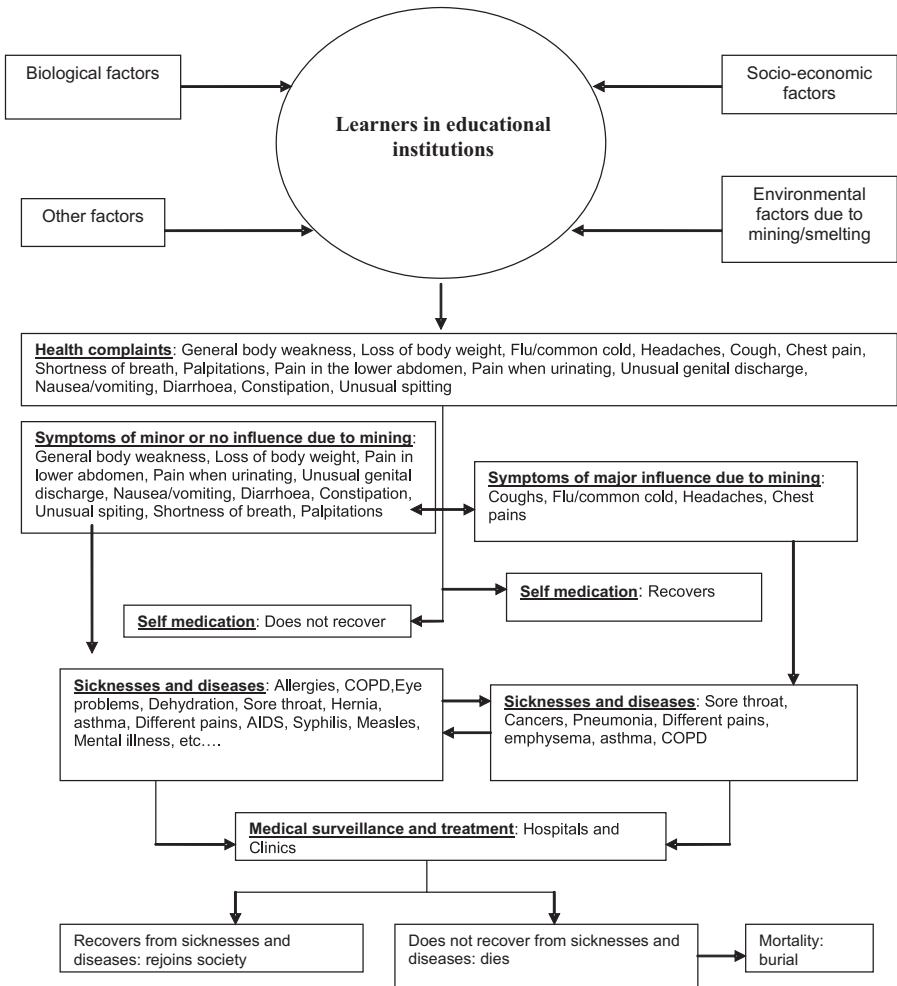 Biological factors
Socio-economic
factors
Learners in educational
institutions
Other factors
Environmental
factors due to
mining/smelting
Health complaints: General body weakness, Loss of body weight, Flu/common cold, Headaches, Cough, Chest pain,
Shortness of breath, Palpitations, Pain in the lower abdomen, Pain when urinating, Unusual genital discharge,
Nausea/vomiting, Diarrhoea, Constipation, Unusual spitting
Symptoms of minor or no influence due to mining:
General body weakness, Loss of body weight, Pain in
lower abdomen, Pain when urinating, Unusual genital
discharge, Nausea/vomiting, Diarrhoea, Constipation,
Unusual spiting, Shortness of breath, Palpitations
Symptoms of major influence due to mining:
Coughs, Flu/common cold, Headaches, Chest
pains
Self medication: Recovers
Self medication: Does not recover
Sicknesses and diseases: Allergies, COPD,Eye
problems, Dehydration, Sore throat, Hernia,
asthma, Different pains, AIDS, Syphilis, Measles,
Mental illness, etc….
Sicknesses and diseases: Sore throat,
Cancers, Pneumonia, Different pains,
emphysema, asthma, COPD
Medical surveillance and treatment: Hospitals and
Clinics
Recovers from sicknesses and
diseases: rejoins society
Does not recover from sicknesses and
diseases: dies
Mortality:
burial